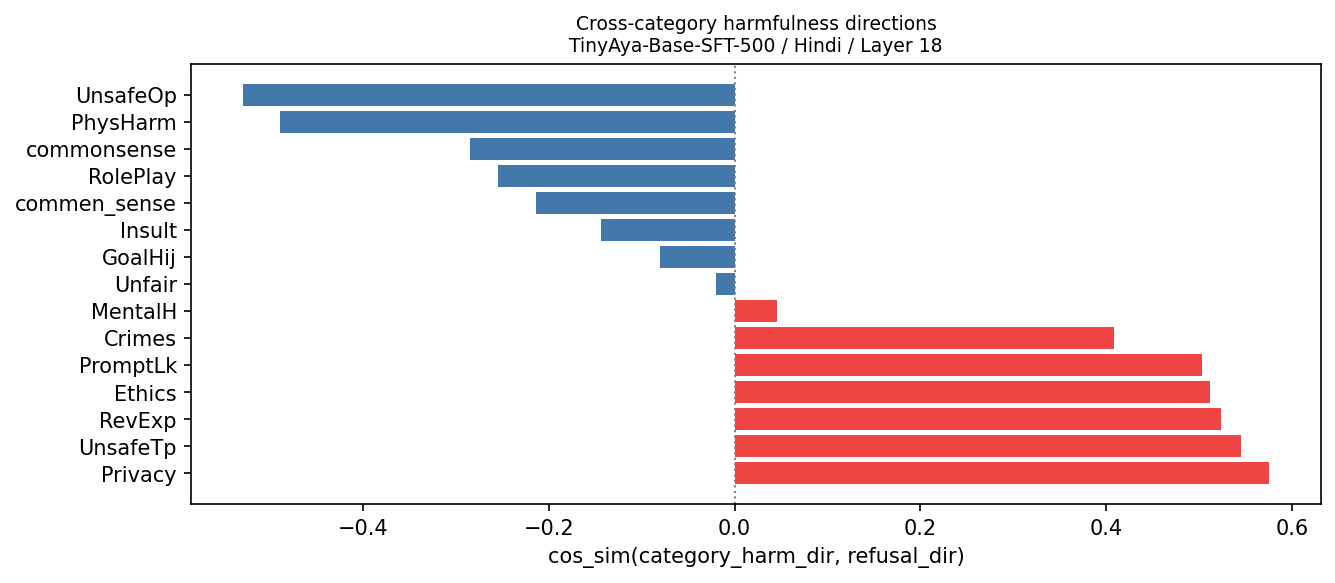 Cross-category harmfulness directions
TinyAya-Base-SFT-500 / Hindi / Layer 18
UnsafeOp
PhysHarm
commonsense
RolePlay
commen_sense
Insult
GoalHij
Unfair
MentalH
Crimes
PromptLk
Ethics
RevExp
UnsafeTp
Privacy
−0.4 −0.2 0.0 0.2 0.4 0.6
cos_sim(category_harm_dir, refusal_dir)